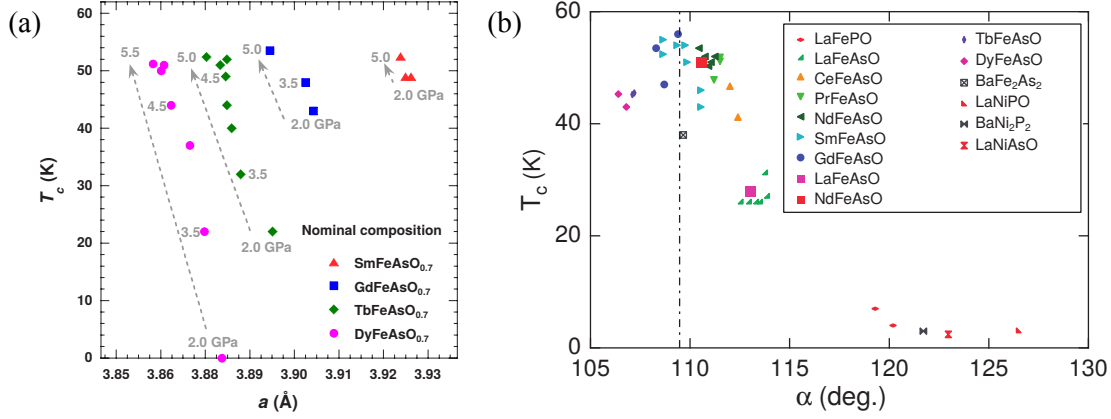 (a)
60
50
40
30
20
10
0
T_c (K)
5.5
4.5
3.5
2.0 GPa
5.0
4.5
3.5
2.0 GPa
5.0
3.5
2.0 GPa
5.0
2.0 GPa
Nominal composition
SmFeAsO₀.₇
GdFeAsO₀.₇
TbFeAsO₀.₇
DyFeAsO₀.₇
3.85 3.86 3.87 3.88 3.89 3.90 3.91 3.92 3.93
a (Å)
(b)
60
40
20
0
T_c (K)
LaFePO
LaFeAsO
CeFeAsO
PrFeAsO
NdFeAsO
SmFeAsO
GdFeAsO
LaFeAsO
NdFeAsO
TbFeAsO
DyFeAsO
BaFe₂As₂
LaNiPO
BaNi₂P₂
LaNiAsO
105 110 115 120 125 130
α (deg.)